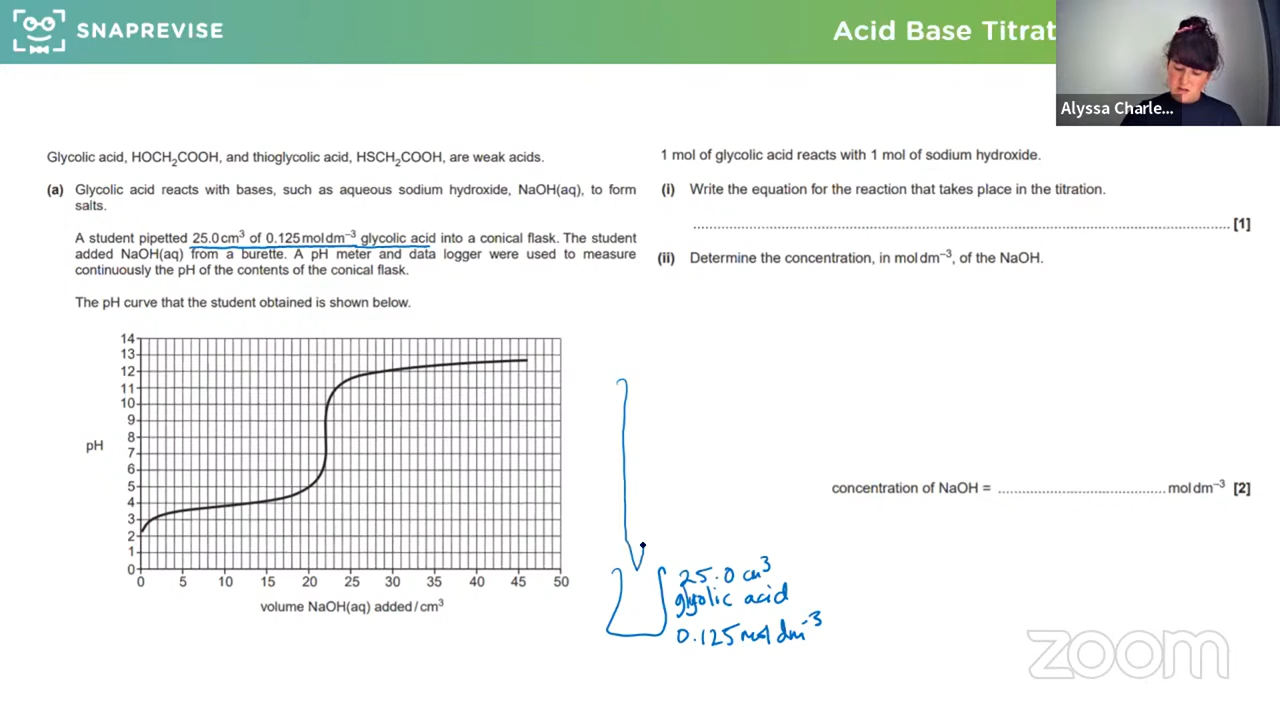 SNAPREVISE
Acid Base Titrat
Alyssa Charle...
Glycolic acid, HOCH₂COOH, and thioglycolic acid, HSCH₂COOH, are weak acids.
(a) Glycolic acid reacts with bases, such as aqueous sodium hydroxide, NaOH(aq), to form
salts.
A student pipetted 25.0 cm³ of 0.125 mol dm⁻³ glycolic acid into a conical flask. The student
added NaOH(aq) from a burette. A pH meter and data logger were used to measure
continuously the pH of the contents of the conical flask.
The pH curve that the student obtained is shown below.
14
13
12
11
10
9
8
7
6
5
4
3
2
1
0
pH
0 5 10 15 20 25 30 35 40 45 50
volume NaOH(aq) added / cm³
1 mol of glycolic acid reacts with 1 mol of sodium hydroxide.
(i) Write the equation for the reaction that takes place in the titration.
[1]
(ii) Determine the concentration, in mol dm⁻³, of the NaOH.
concentration of NaOH = .................................... mol dm⁻³ [2]
25.0 cm³
glyolic acid
0.125 mol dm⁻³
zoom